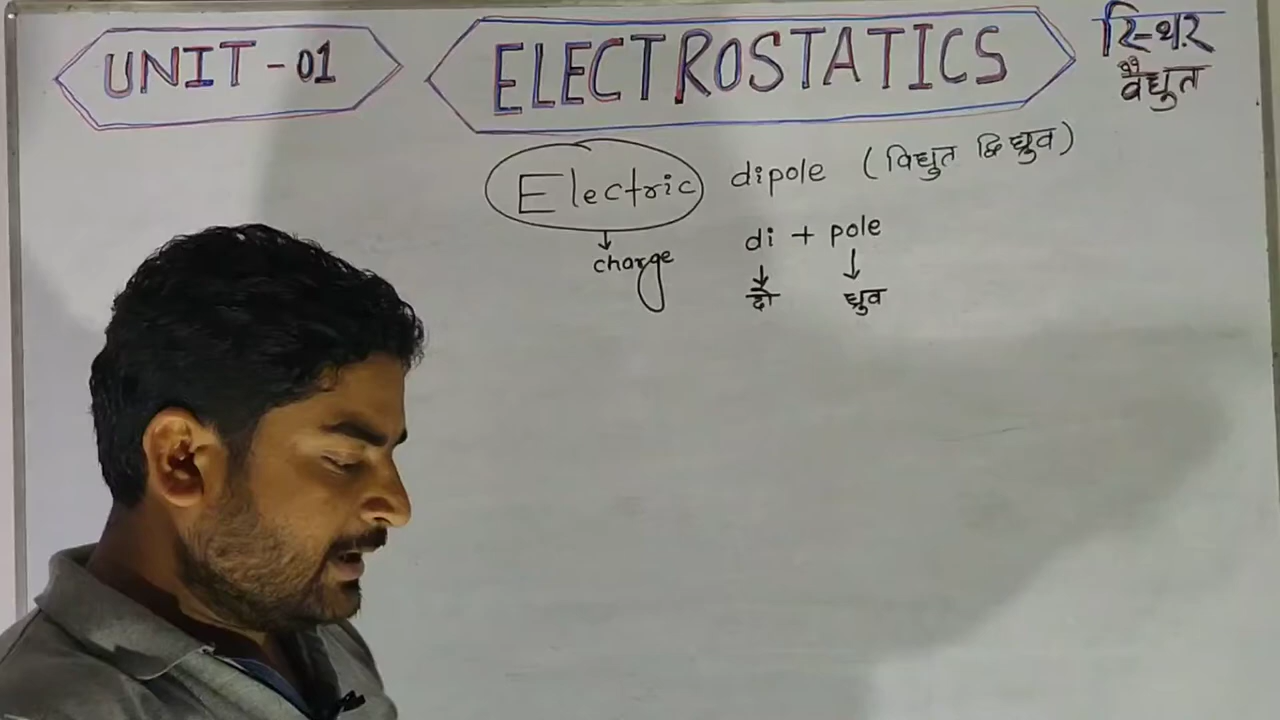 UNIT - 01
ELECTROSTATICS
स्थिर
वैद्युत
Electric dipole (विद्युत द्वि ध्रुव)
charge
di + pole
दो ध्रुव